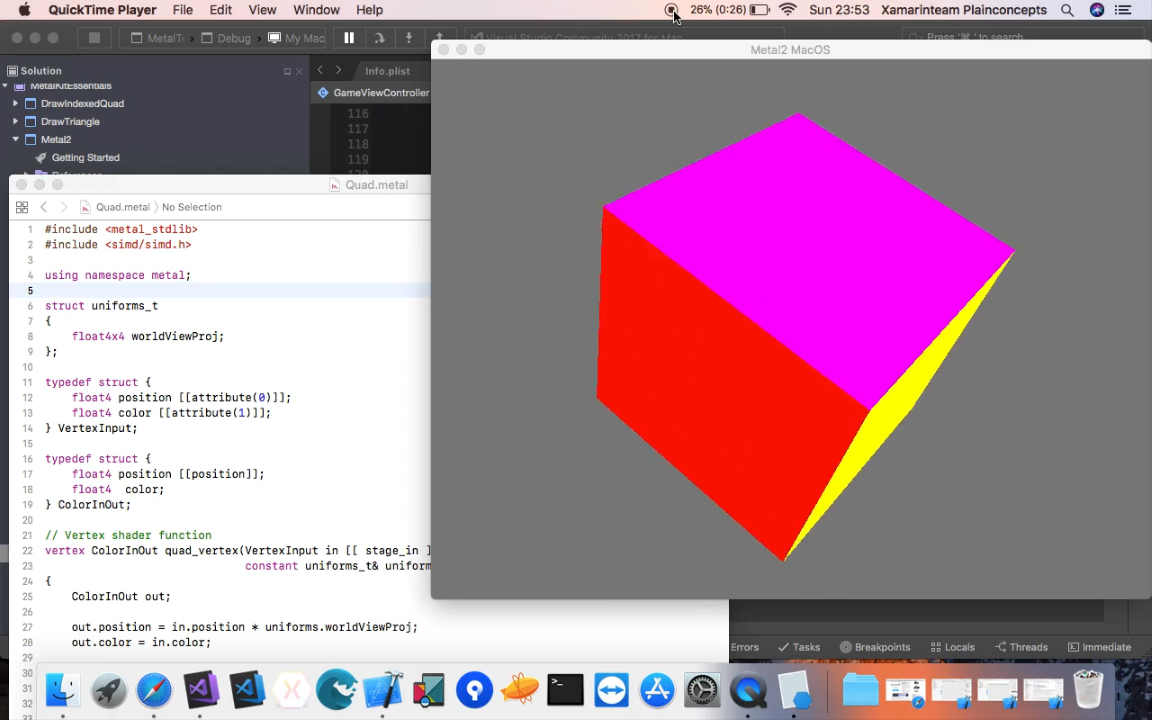 QuickTime Player File Edit View Window Help 26% (0:26) Sun 23:53 Xamarinteam Plainconcepts
Debug My Mac Visual Studio Community 2017 for Mac
Solution
Info.plist
Metal2 MacOS
MetalKitEssentials
DrawIndexedQuad
DrawTriangle
Metal2
Getting Started
GameViewController
116
117
118
119
Quad.metal
Quad.metal No Selection
1 #include <metal_stdlib>
2 #include <simd/simd.h>
3
4 using namespace metal;
5
6 struct uniforms_t
7 {
8 float4x4 worldViewProj;
9 };
10
11 typedef struct {
12 float4 position [[attribute(0)]];
13 float4 color [[attribute(1)]];
14 } VertexInput;
15
16 typedef struct {
17 float4 position [[position]];
18 float4  color;
19 } ColorInOut;
20
21 // Vertex shader function
22 vertex ColorInOut quad_vertex(VertexInput in [[ stage_in ]
23 constant uniforms_t& uniform
24 {
25 ColorInOut out;
26
27 out.position = in.position * uniforms.worldViewProj;
28 out.color = in.color;
29
30
31
32
Errors Tasks Breakpoints Locals Threads Immediate